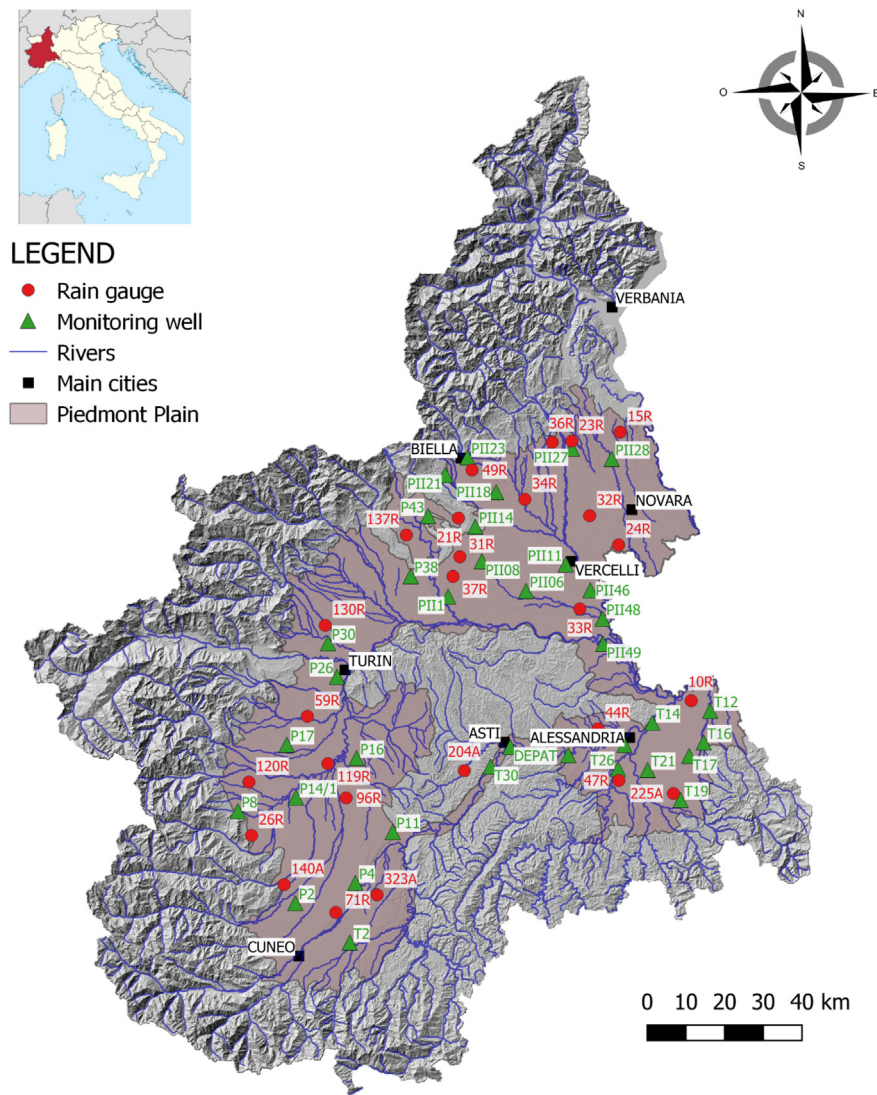 N
O
E
S
LEGEND
Rain gauge
Monitoring well
Rivers
Main cities
Piedmont Plain
VERBANIA
15R
36R
23R
BIELLA
PII23
PII27
PII28
49R
PII21
PII18
34R
32R
NOVARA
P43
137R
PII14
21R
24R
31R
PII11
VERCELLI
P38
PII08
37R
PII06
PII46
PII1
33R
PII48
130R
P30
PII49
TURIN
P26
59R
10R
T12
44R
T14
P17
ASTI
ALESSANDRIA
T16
P16
DEPAT
204A
T26
T21
T17
120R
119R
T30
47R
225A
T19
P14/1
96R
P8
26R
P11
140A
P4
323A
P2
71R
T2
CUNEO
0 10 20 30 40 km